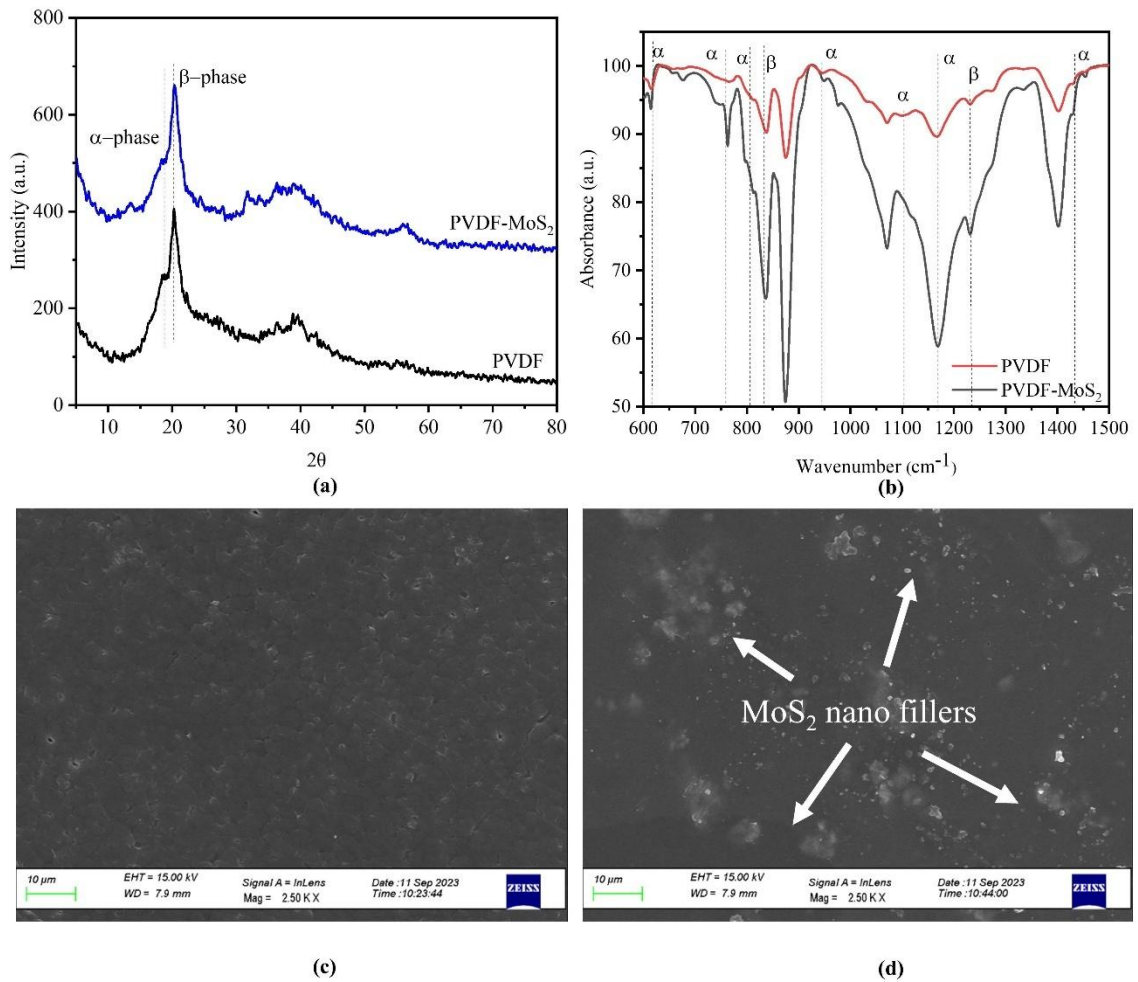 800
600
400
200
0
Intensity (a.u.)
β−phase
α−phase
PVDF-MoS₂
PVDF
10 20 30 40 50 60 70 80
2θ
(a)
100
90
80
70
60
50
Absorbance (a.u.)
α α α β α α α β α
PVDF
PVDF-MoS₂
600 700 800 900 1000 1100 1200 1300 1400 1500
Wavenumber (cm⁻¹)
(b)
10 µm
EHT = 15.00 kV
WD = 7.9 mm
Signal A = InLens
Mag = 2.50 K X
Date :11 Sep 2023
Time :10:23:44
ZEISS
(c)
MoS₂ nano fillers
10 µm
EHT = 15.00 kV
WD = 7.9 mm
Signal A = InLens
Mag = 2.50 K X
Date :11 Sep 2023
Time :10:44:00
ZEISS
(d)